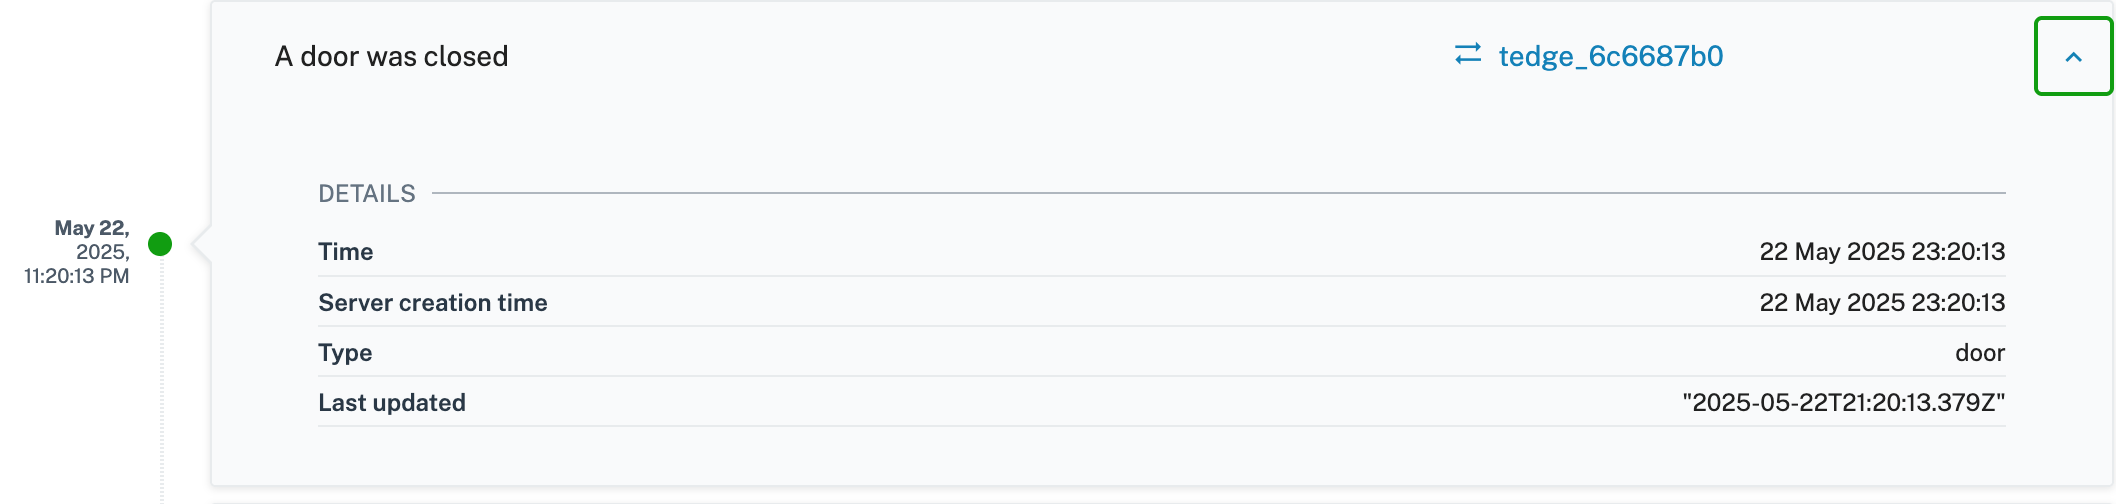 A door was closed
tedge_6c6687b0
DETAILS
May 22,
2025,
11:20:13 PM
Time 22 May 2025 23:20:13
Server creation time 22 May 2025 23:20:13
Type door
Last updated "2025-05-22T21:20:13.379Z"